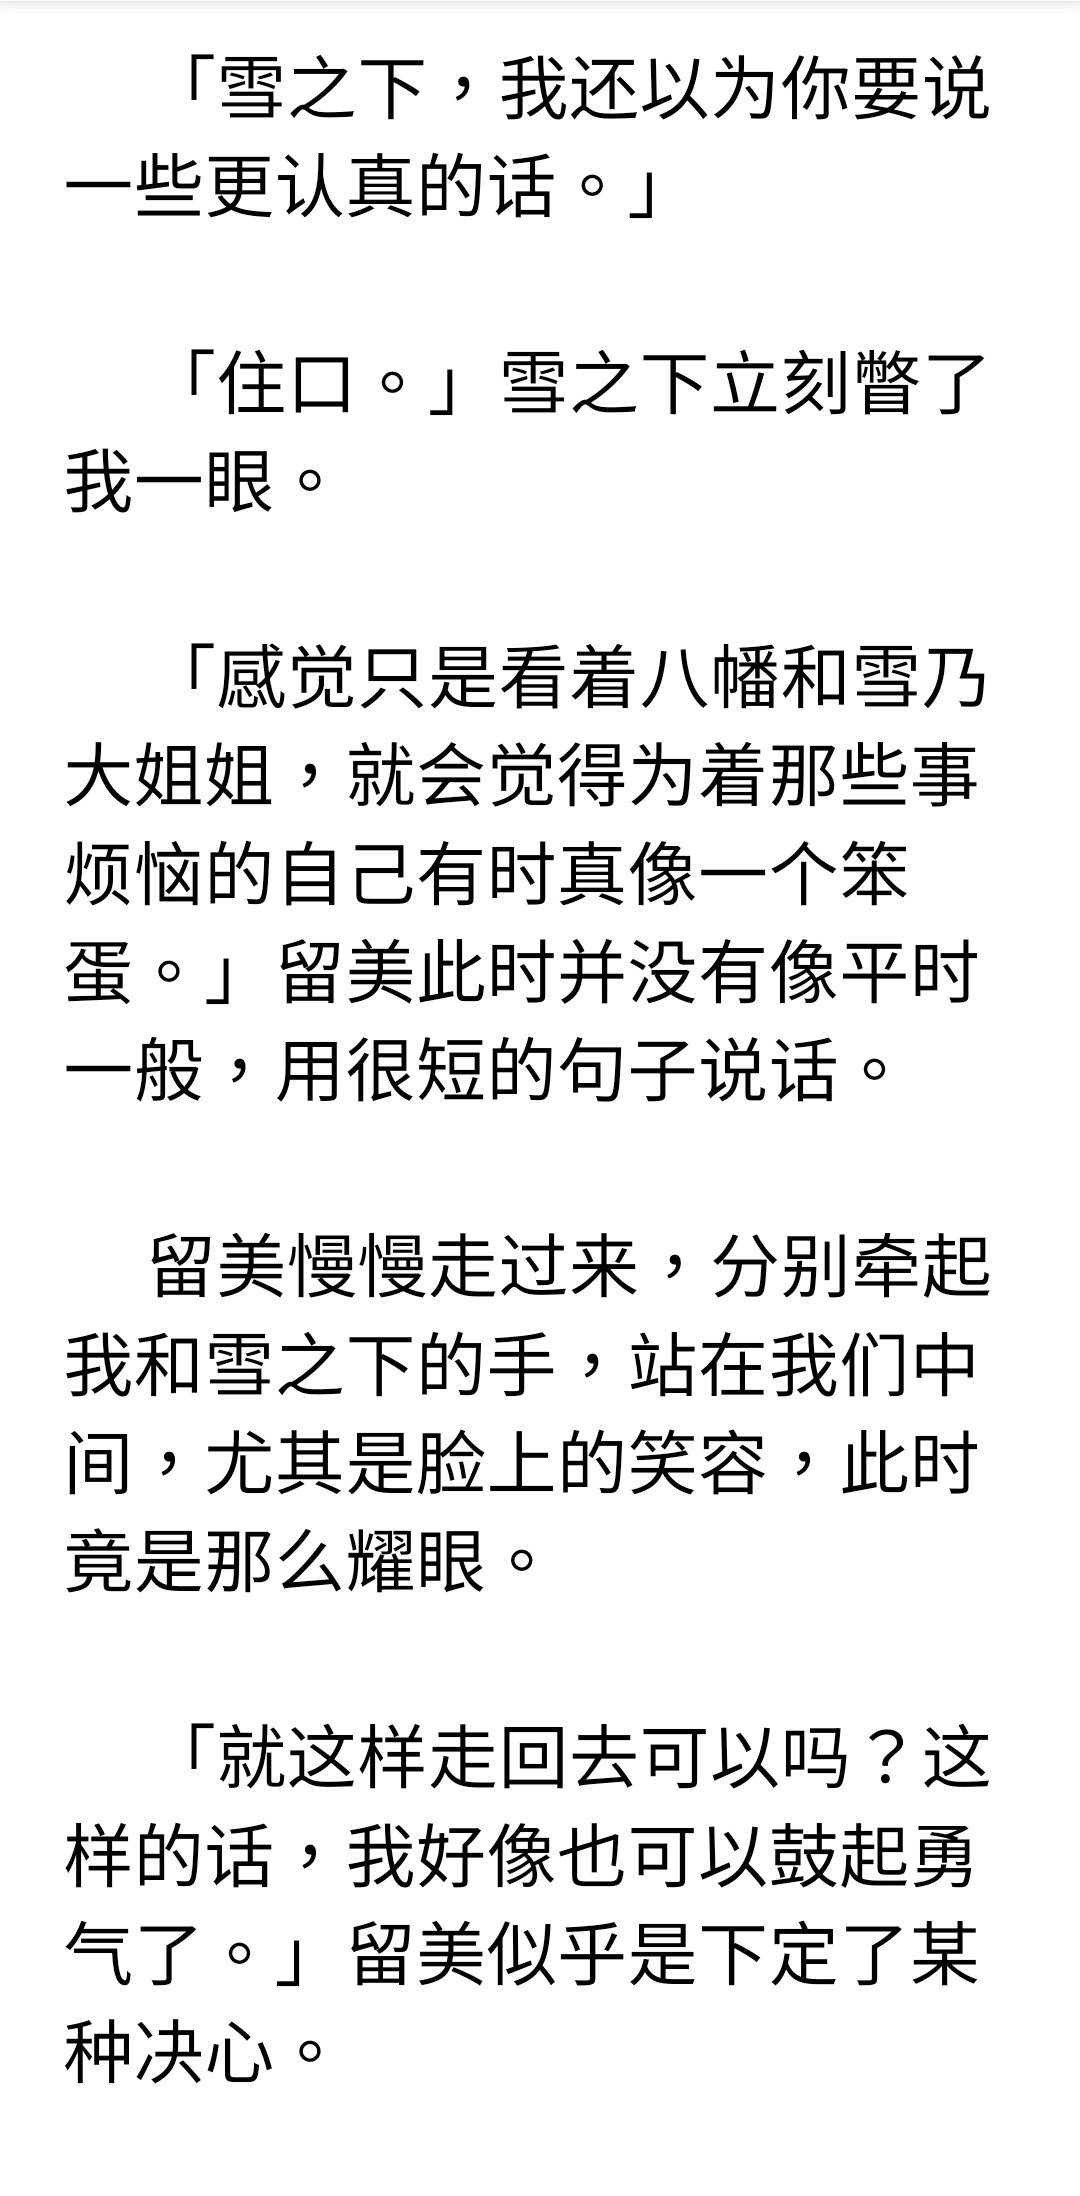 「雪之下，我还以为你要说
一些更认真的话。」
「住口。」雪之下立刻瞥了
我一眼。
「感觉只是看着八幡和雪乃
大姐姐，就会觉得为着那些事
烦恼的自己有时真像一个笨
蛋。」留美此时并没有像平时
一般，用很短的句子说话。
留美慢慢走过来，分别牵起
我和雪之下的手，站在我们中
间，尤其是脸上的笑容，此时
竟是那么耀眼。
「就这样走回去可以吗？这
样的话，我好像也可以鼓起勇
气了。」留美似乎是下定了某
种决心。